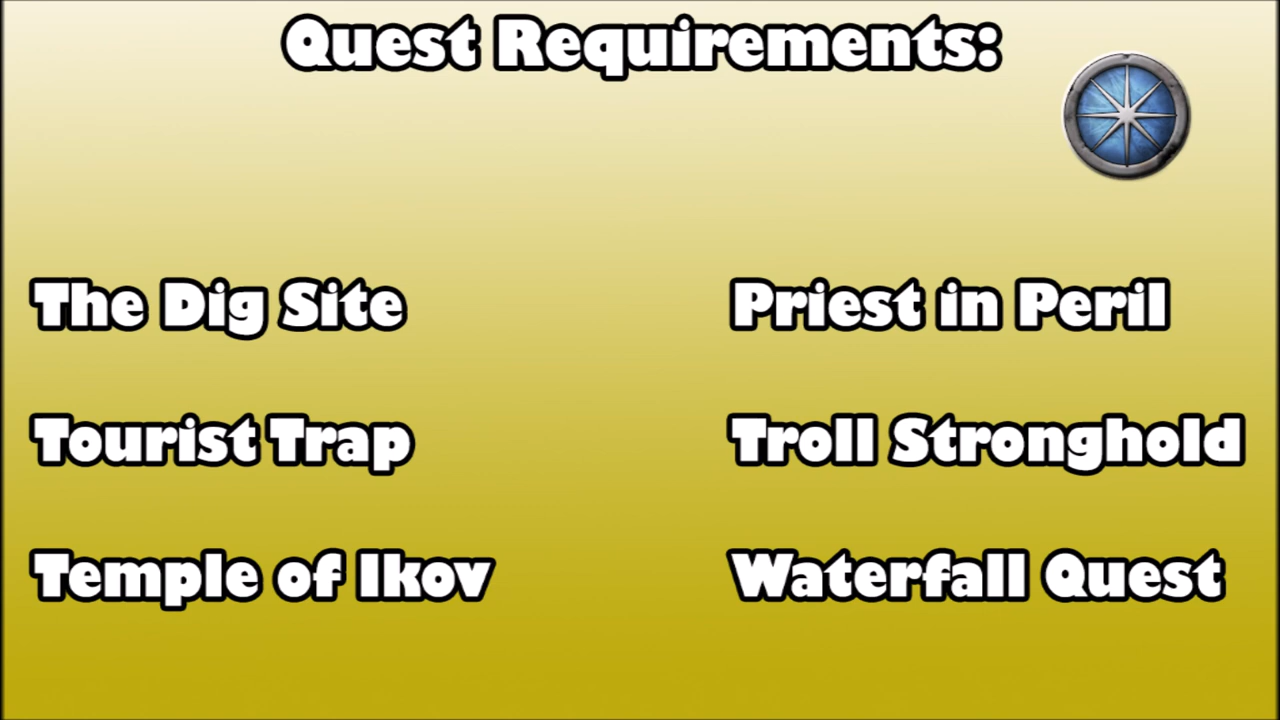 Quest Requirements:
The Dig Site
Priest in Peril
Tourist Trap
Troll Stronghold
Temple of Ikov
Waterfall Quest